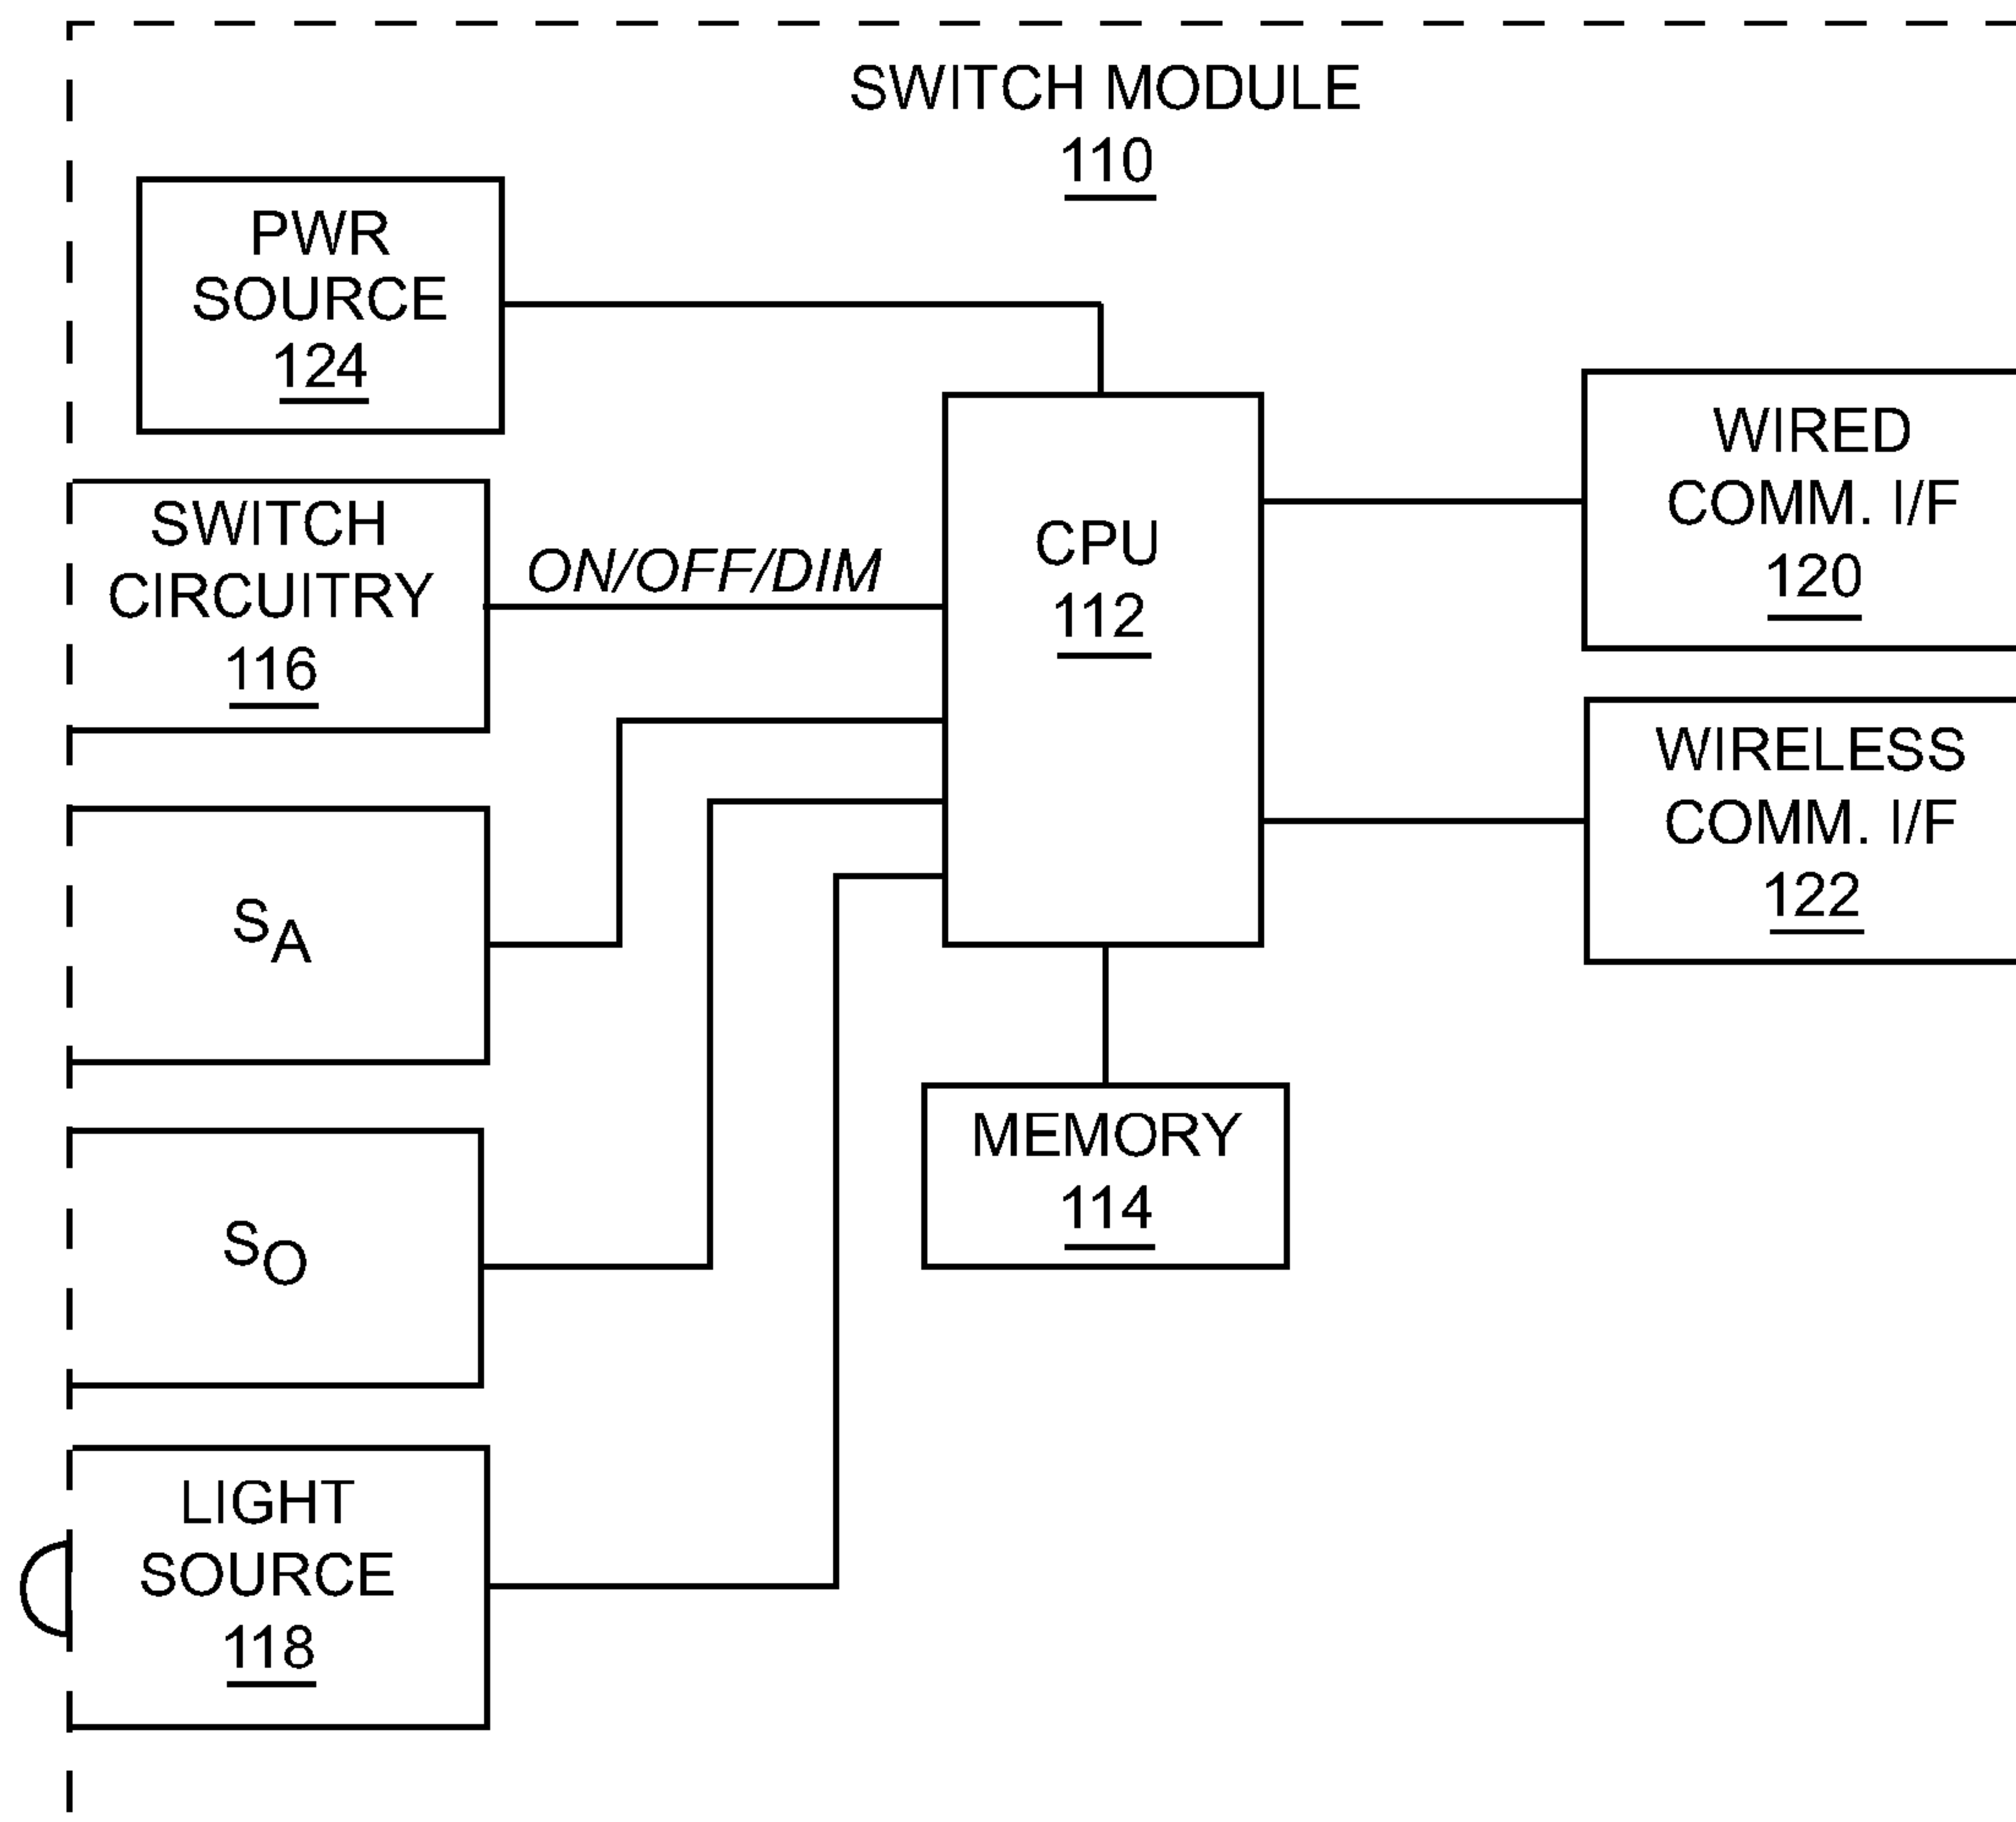 SWITCH MODULE
110
PWR
SOURCE
124
SWITCH
CIRCUITRY
116
ON/OFF/DIM
CPU
112
WIRED
COMM. I/F
120
WIRELESS
COMM. I/F
122
SA
MEMORY
114
SO
LIGHT
SOURCE
118